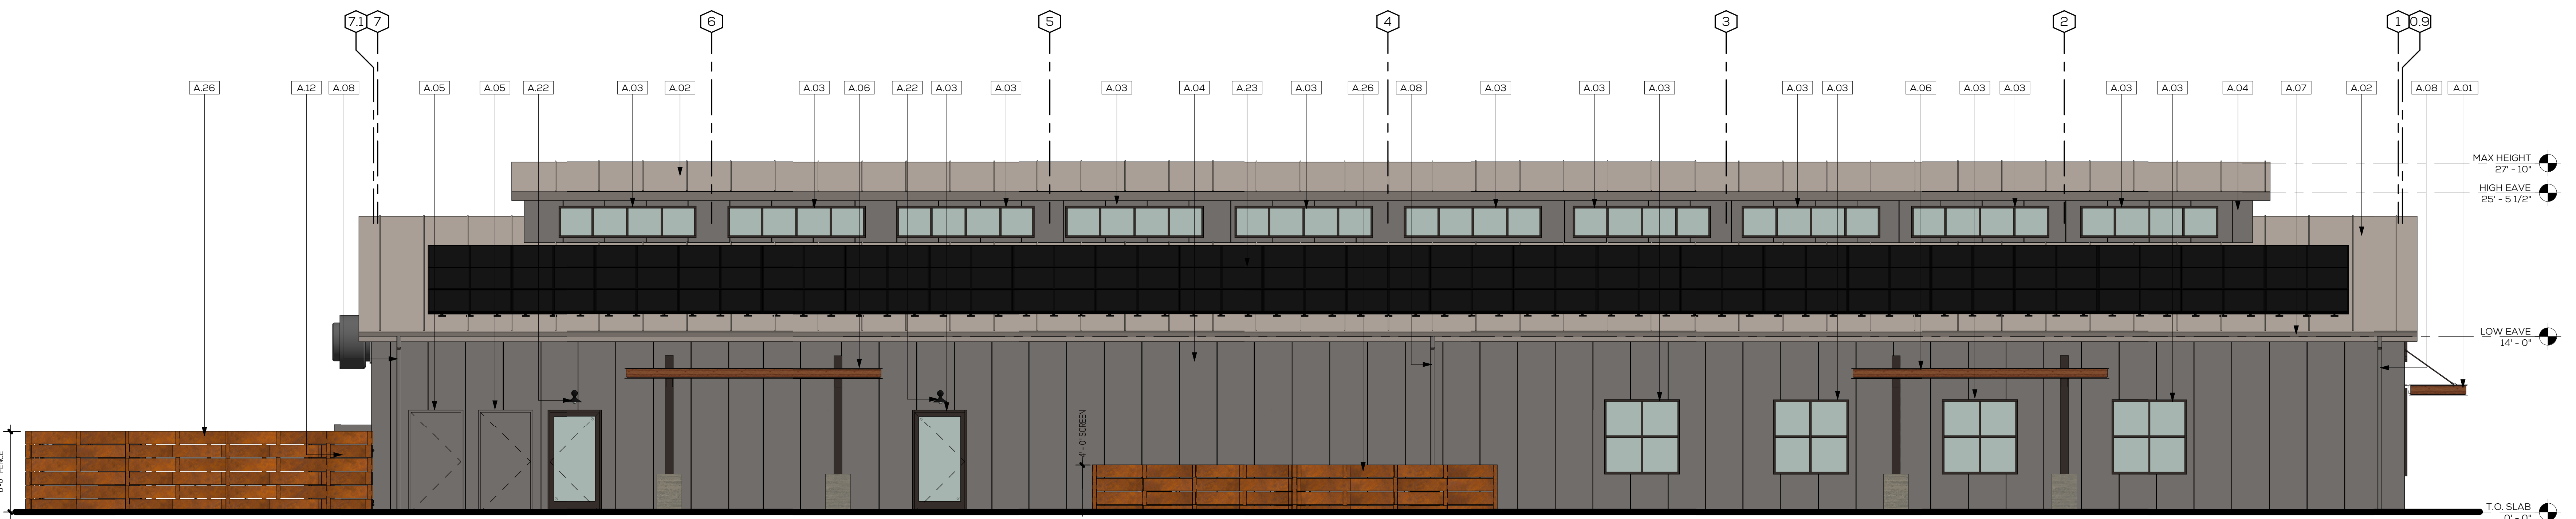 7.1 7 6 5 4 3 2 1 0.9
A.26 A.12 A.08 A.05 A.05 A.22 A.03 A.02 A.03 A.06 A.22 A.03 A.03 A.03 A.04 A.23 A.03 A.26 A.08 A.03 A.03 A.03 A.03 A.03 A.06 A.03 A.03 A.03 A.03 A.04 A.07 A.02 A.08 A.01
MAX HEIGHT
27' - 10"
HIGH EAVE
25' - 5 1/2"
LOW EAVE
14' - 0"
4' - 0" SCREEN
FENCE
T.O. SLAB
0' - 0"